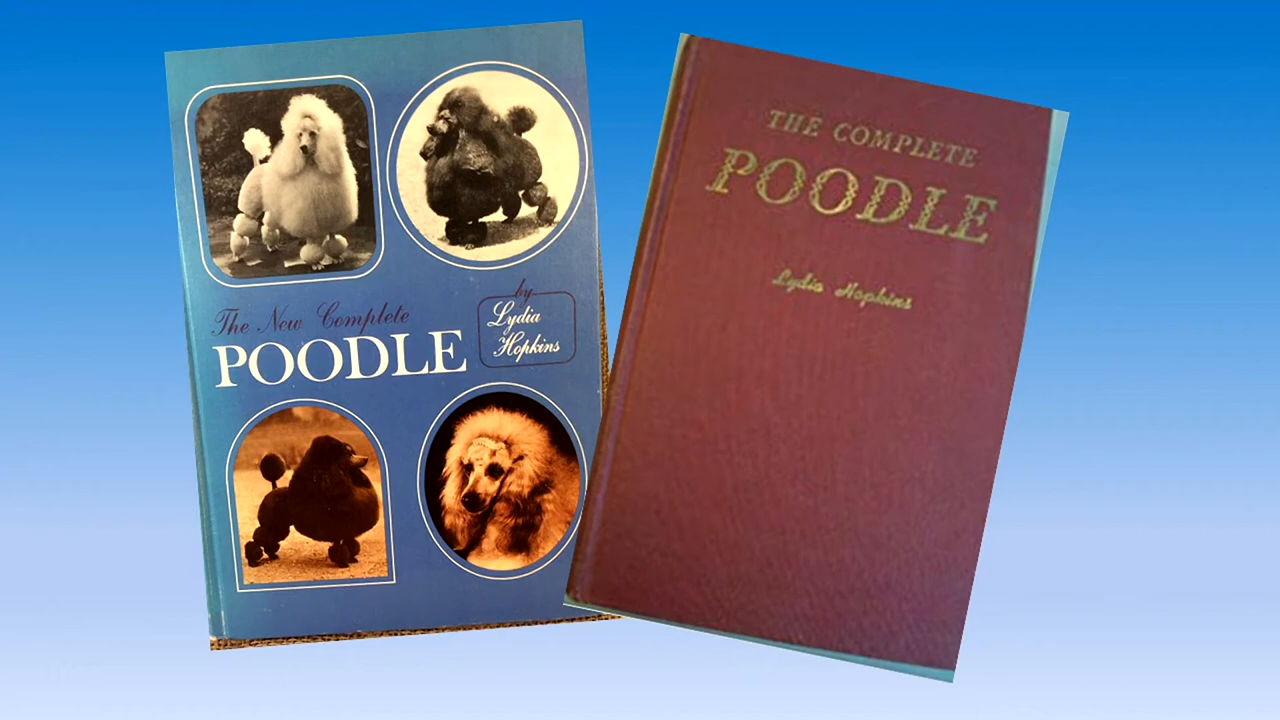 The New Complete
POODLE
by
Lydia
Hopkins
THE COMPLETE
POODLE
Lydia Hopkins